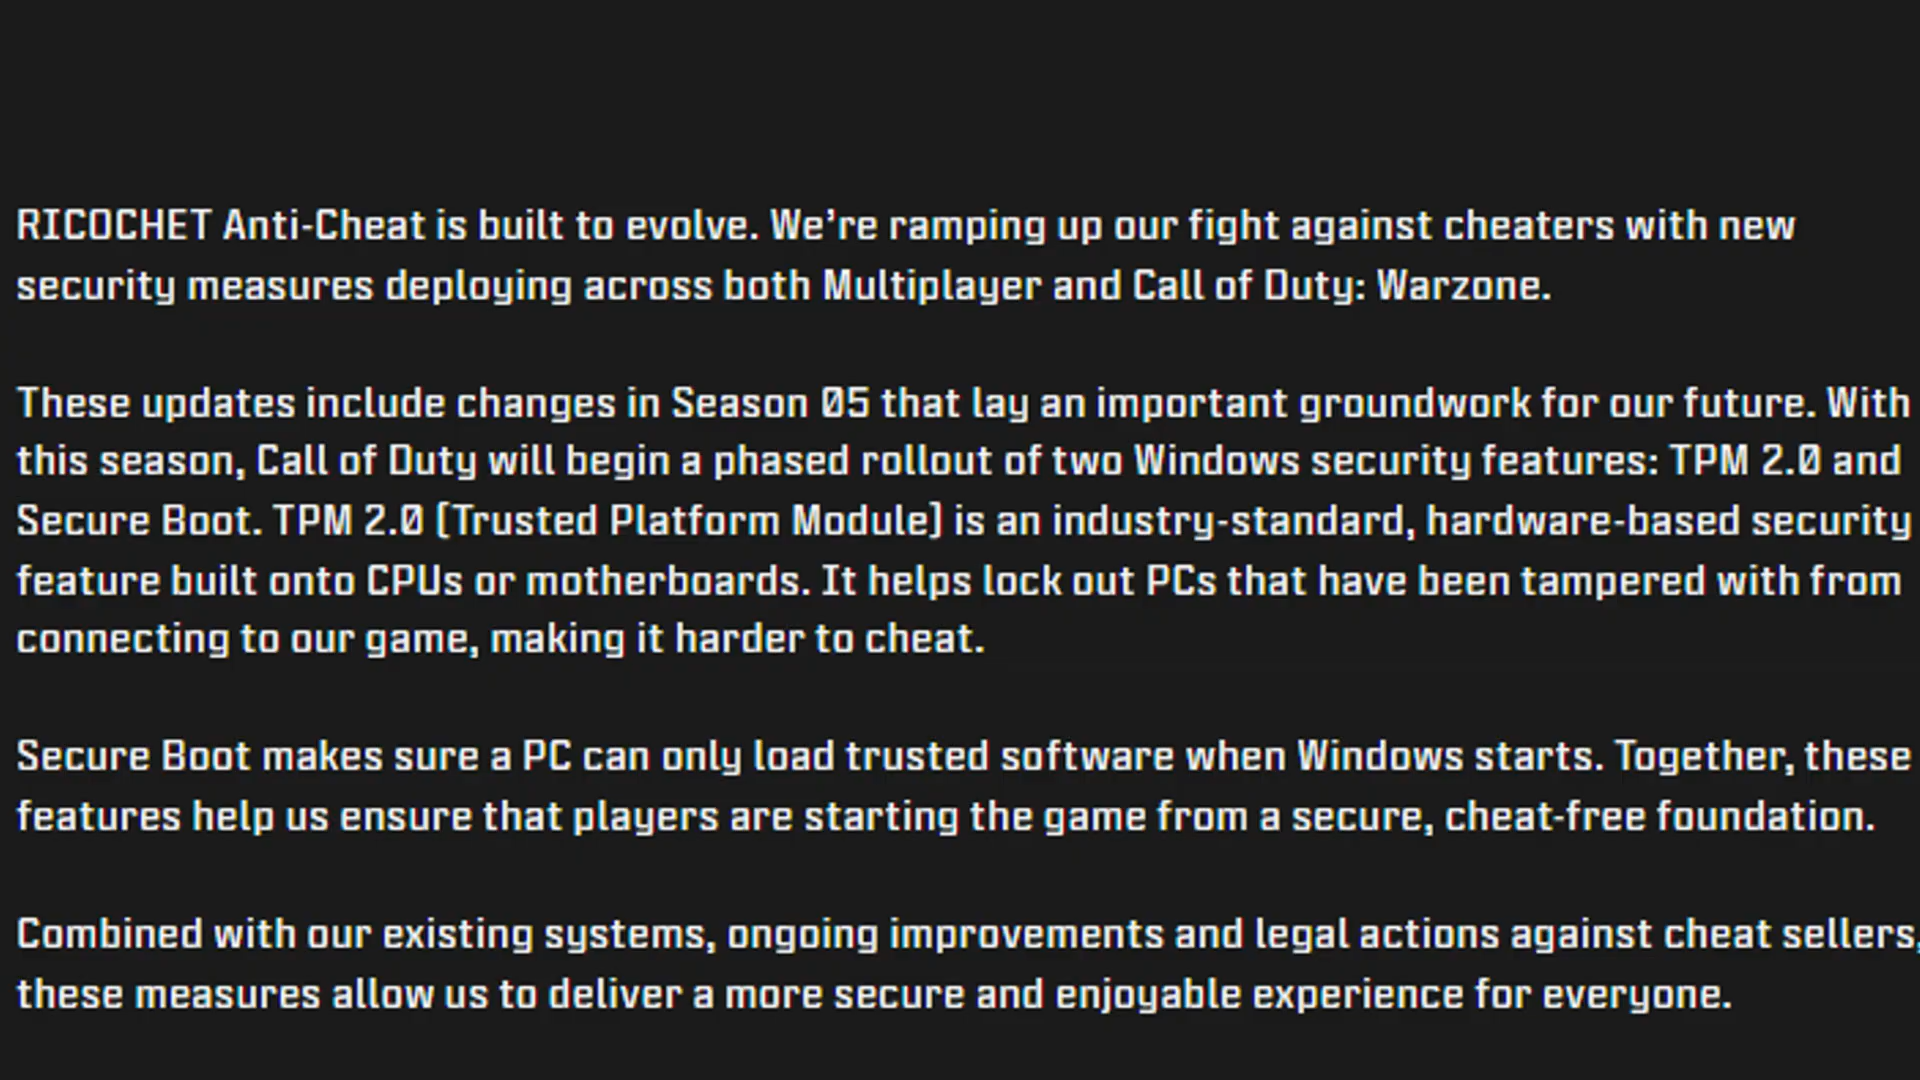 RICOCHET Anti-Cheat is built to evolve. We’re ramping up our fight against cheaters with new
security measures deploying across both Multiplayer and Call of Duty: Warzone.
These updates include changes in Season 05 that lay an important groundwork for our future. With
this season, Call of Duty will begin a phased rollout of two Windows security features: TPM 2.0 and
Secure Boot. TPM 2.0 (Trusted Platform Module) is an industry-standard, hardware-based security
feature built onto CPUs or motherboards. It helps lock out PCs that have been tampered with from
connecting to our game, making it harder to cheat.
Secure Boot makes sure a PC can only load trusted software when Windows starts. Together, these
features help us ensure that players are starting the game from a secure, cheat-free foundation.
Combined with our existing systems, ongoing improvements and legal actions against cheat sellers,
these measures allow us to deliver a more secure and enjoyable experience for everyone.